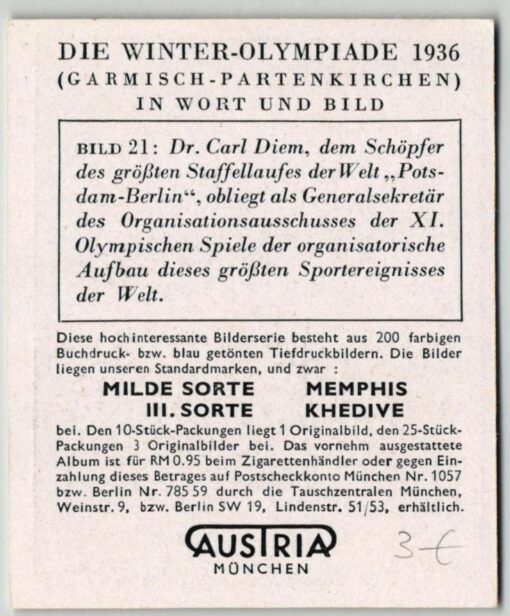 DIE WINTER-OLYMPIADE 1936
(GARMISCH-PARTENKIRCHEN)
IN WORT UND BILD
BILD 21: Dr. Carl Diem, dem Schöpfer
des größten Staffellaufes der Welt „Pots-
dam-Berlin“, obliegt als Generalsekretär
des Organisationsausschusses der XI.
Olympischen Spiele der organisatorische
Aufbau dieses größten Sportereignisses
der Welt.
Diese hochinteressante Bilderserie besteht aus 200 farbigen
Buchdruck- bzw. blau getönten Tiefdruckbildern. Die Bilder
liegen unseren Standardmarken, und zwar :
MILDE SORTE MEMPHIS
III. SORTE KHEDIVE
bei. Den 10-Stück-Packungen liegt 1 Originalbild, den 25-Stück-
Packungen 3 Originalbilder bei. Das vornehm ausgestattete
Album ist für RM 0.95 beim Zigarettenhändler oder gegen Ein-
zahlung dieses Betrages auf Postscheckkonto München Nr. 1057
bzw. Berlin Nr. 785 59 durch die Tauschzentralen München,
Weinstr. 9, bzw. Berlin SW 19, Lindenstr. 51/53, erhältlich.
AUSTRIA
MÜNCHEN
3 €